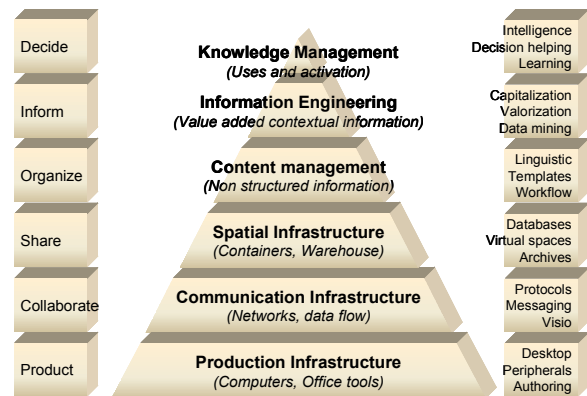 Decide
Knowledge Management
(Uses and activation)
Intelligence
Decision helping
Learning
Inform
Information Engineering
(Value added contextual information)
Capitalization
Valorization
Data mining
Organize
Content management
(Non structured information)
Linguistic
Templates
Workflow
Share
Spatial Infrastructure
(Containers, Warehouse)
Databases
Virtual spaces
Archives
Collaborate
Communication Infrastructure
(Networks, data flow)
Protocols
Messaging
Visio
Product
Production Infrastructure
(Computers, Office tools)
Desktop
Peripherals
Authoring